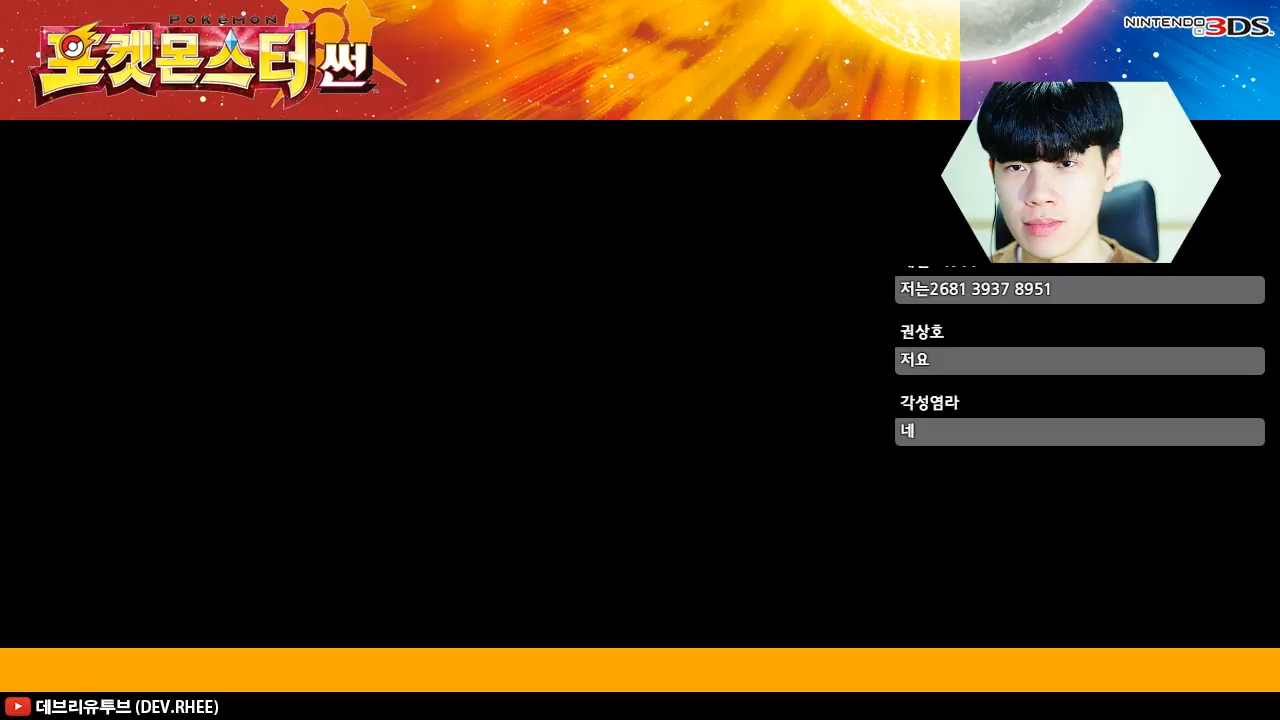 POKéMON
포켓몬스터 썬
NINTENDO 3DS
저는2681 3937 8951
권상호
저요
각성염라
네
데브리유투브 (DEV.RHEE)